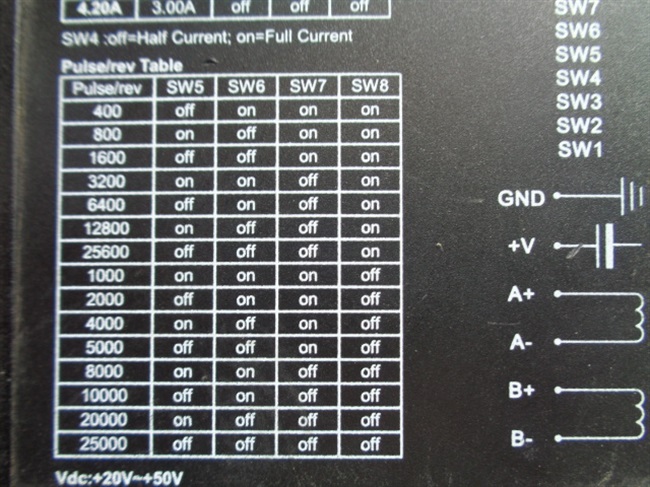 4.20A 3.00A off off off
SW4 :off=Half Current; on=Full Current
Pulse/rev Table
Pulse/rev SW5 SW6 SW7 SW8
400 off on on on
800 on off on on
1600 off off on on
3200 on on off on
6400 off on off on
12800 on off off on
25600 off off off on
1000 on on on off
2000 off on on off
4000 on off on off
5000 off off on off
8000 on on off off
10000 off on off off
20000 on off off off
25000 off off off off
Vdc:+20V~+50V
SW7
SW6
SW5
SW4
SW3
SW2
SW1
GND
+V
A+
A-
B+
B-